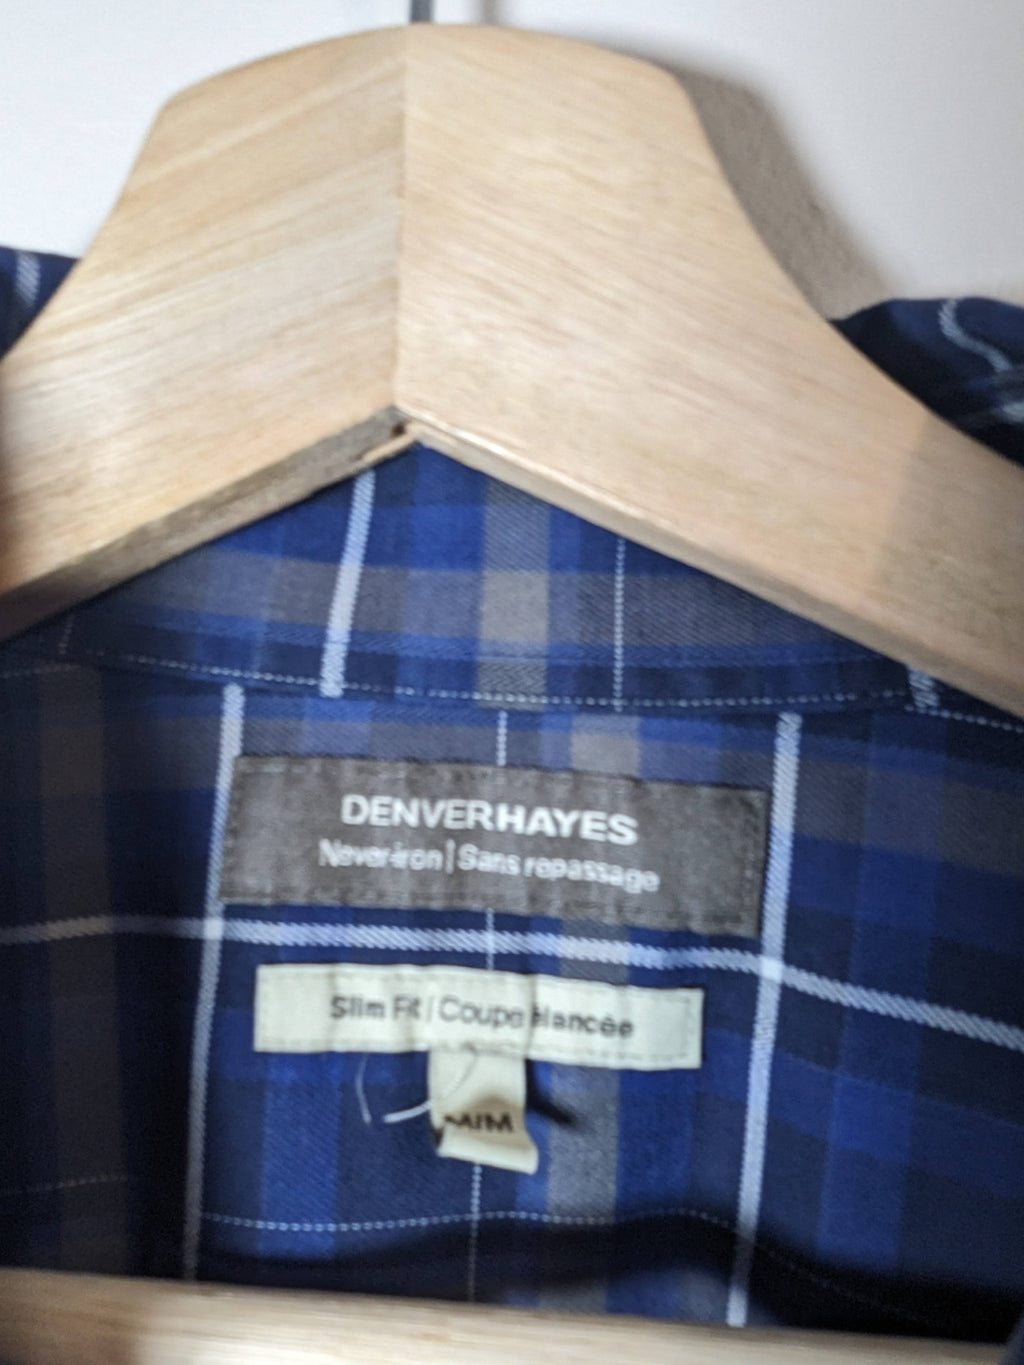 DENVERHAYES
Never-iron | Sans repassage
Slim Fit | Coupe élancée
M/M